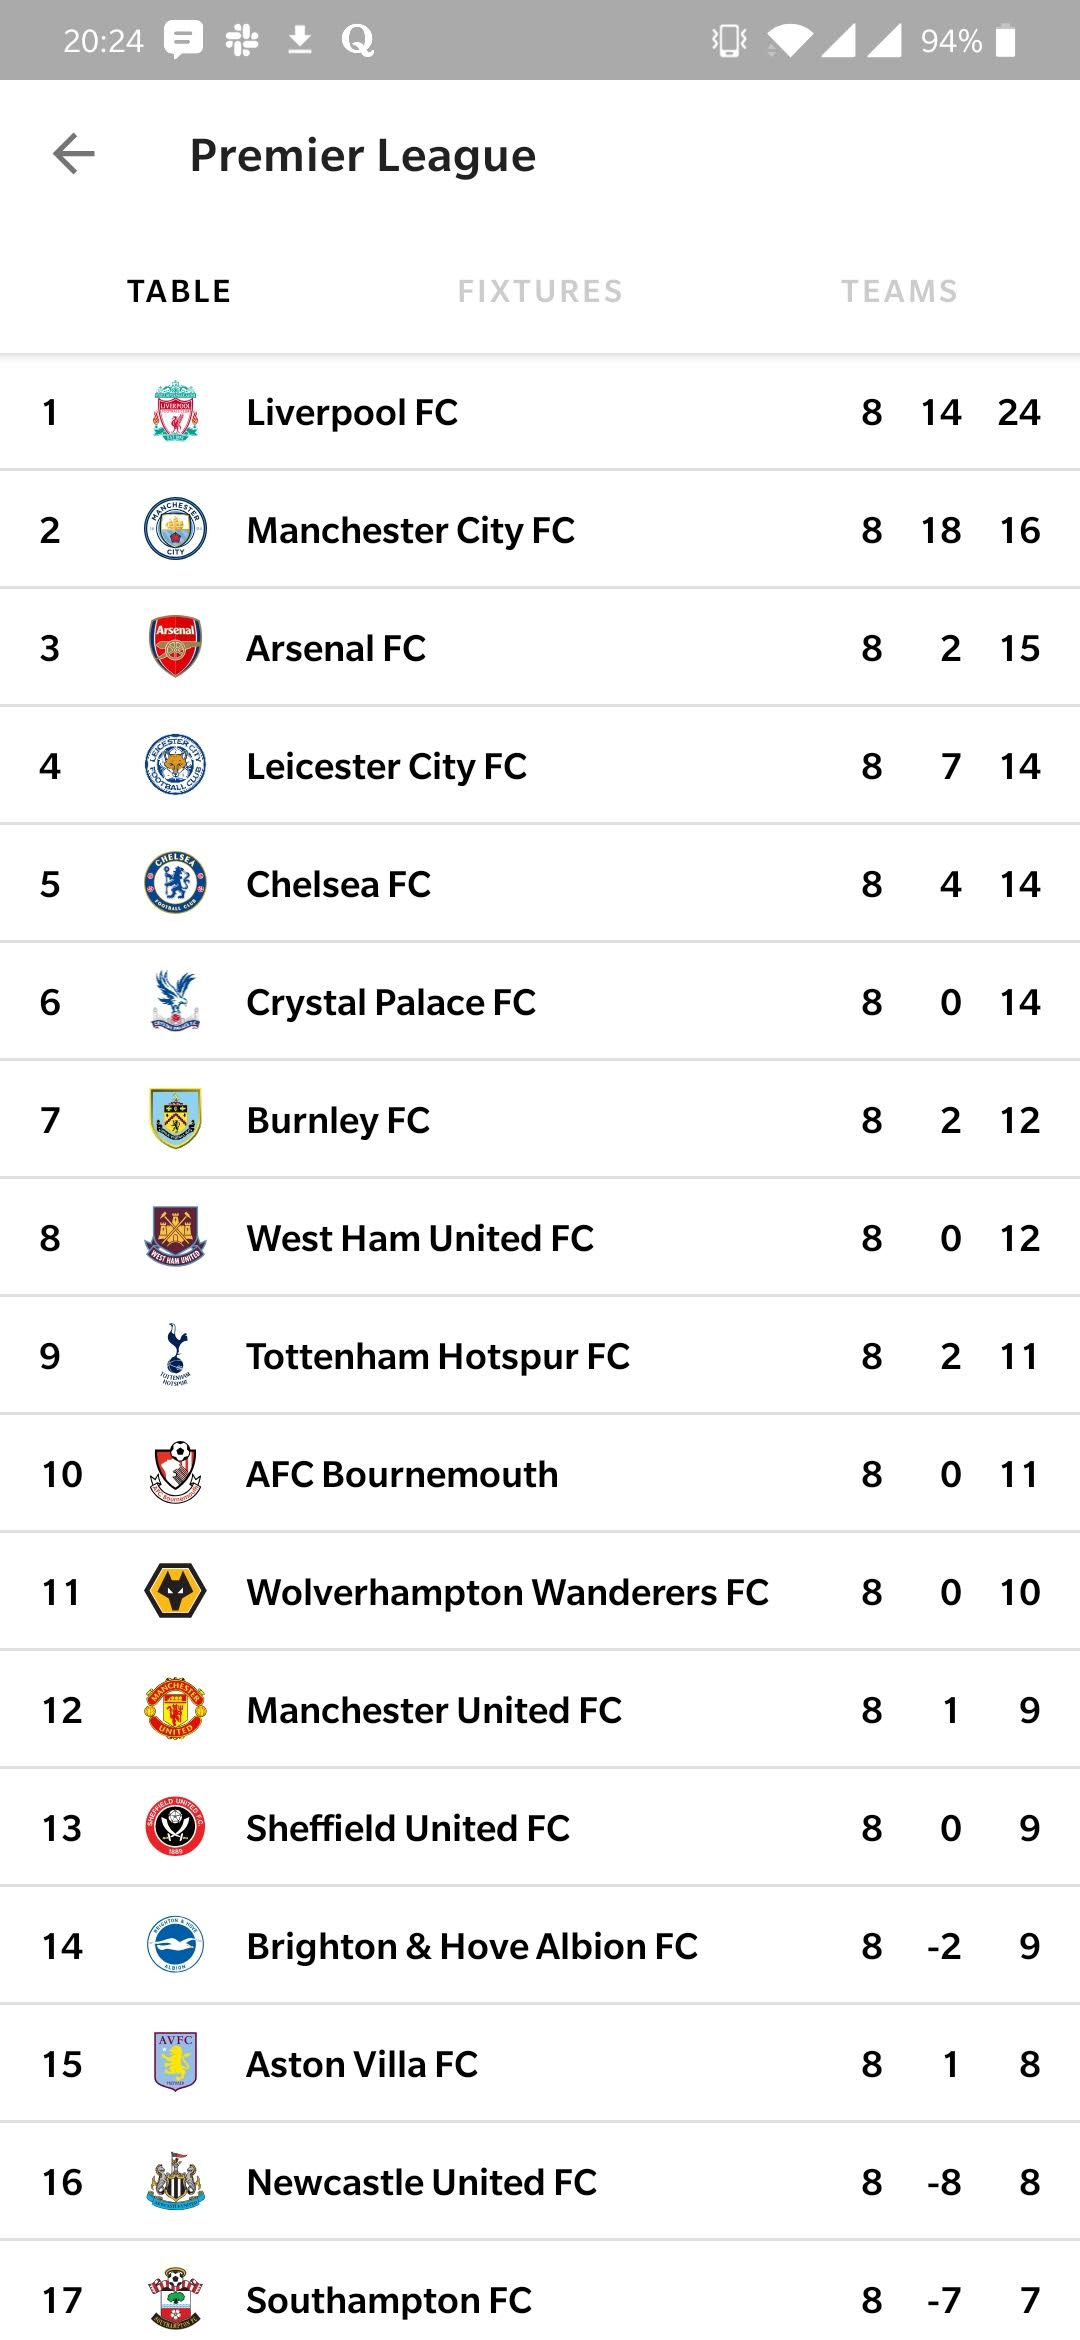 20:24 94%
Premier League
TABLE FIXTURES TEAMS
1 Liverpool FC 8 14 24
2 Manchester City FC 8 18 16
3 Arsenal FC 8 2 15
4 Leicester City FC 8 7 14
5 Chelsea FC 8 4 14
6 Crystal Palace FC 8 0 14
7 Burnley FC 8 2 12
8 West Ham United FC 8 0 12
9 Tottenham Hotspur FC 8 2 11
10 AFC Bournemouth 8 0 11
11 Wolverhampton Wanderers FC 8 0 10
12 Manchester United FC 8 1 9
13 Sheffield United FC 8 0 9
14 Brighton & Hove Albion FC 8 -2 9
15 Aston Villa FC 8 1 8
16 Newcastle United FC 8 -8 8
17 Southampton FC 8 -7 7